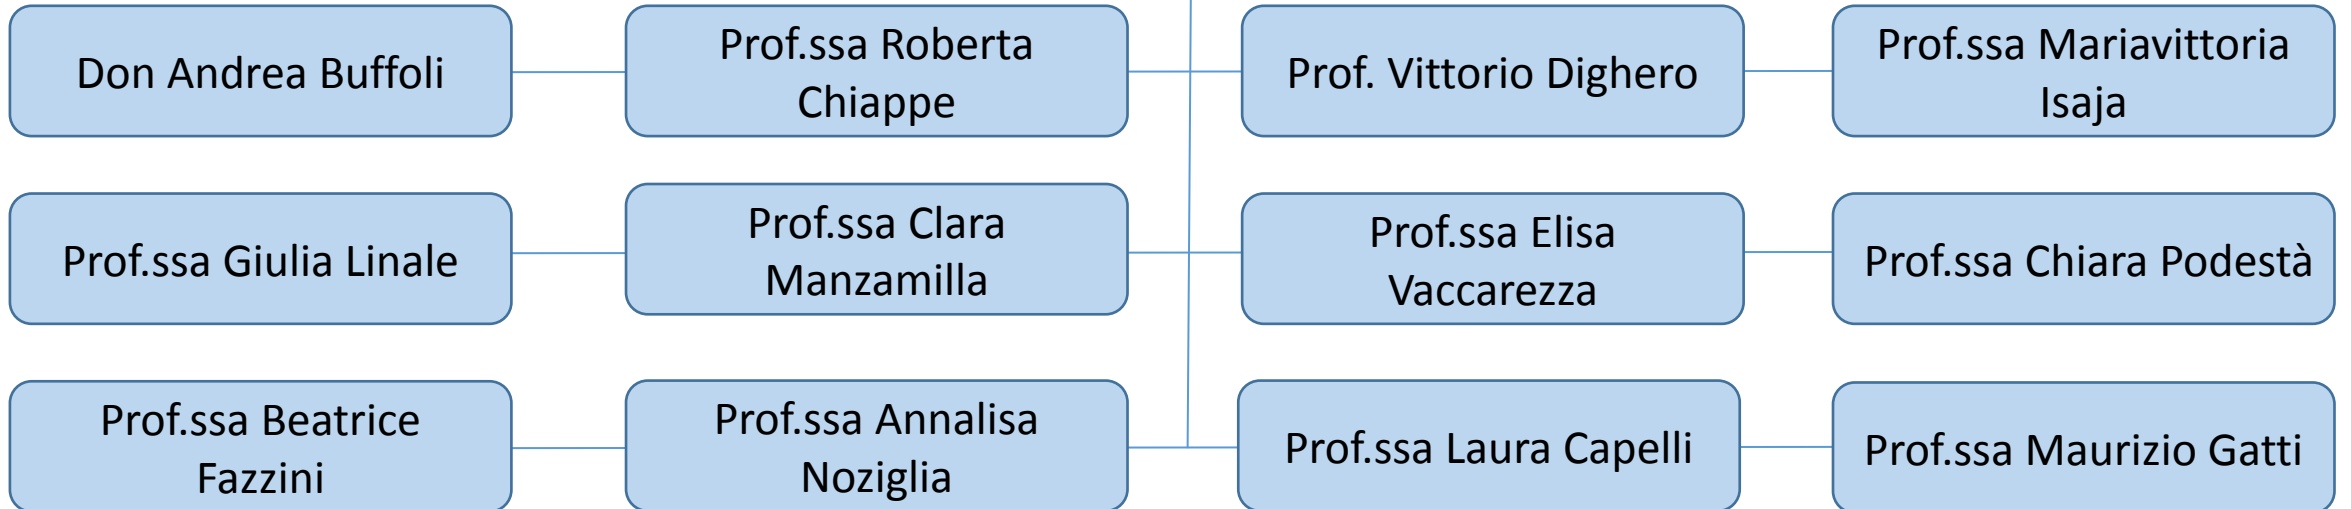 Don Andrea Buffoli
Prof.ssa Roberta
Chiappe
Prof. Vittorio Dighero
Prof.ssa Mariavittoria
Isaja
Prof.ssa Giulia Linale
Prof.ssa Clara
Manzamilla
Prof.ssa Elisa
Vaccarezza
Prof.ssa Chiara Podestà
Prof.ssa Beatrice
Fazzini
Prof.ssa Annalisa
Noziglia
Prof.ssa Laura Capelli
Prof.ssa Maurizio Gatti